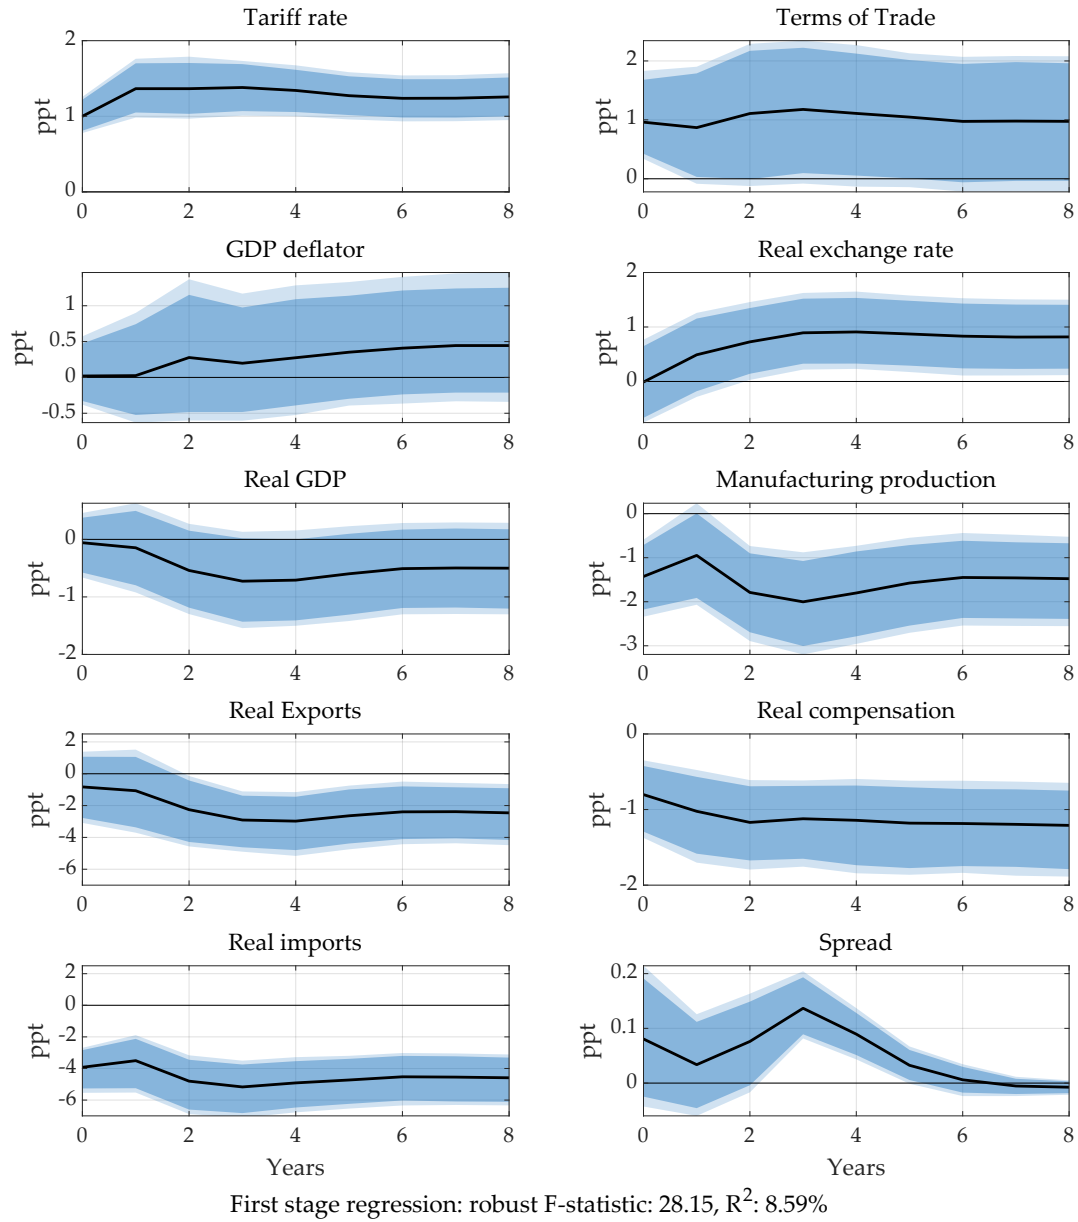 Tariff rate
2
1
0
ppt
0 2 4 6 8
Terms of Trade
2
1
0
ppt
0 2 4 6 8
GDP deflator
1
0.5
0
-0.5
ppt
0 2 4 6 8
Real exchange rate
2
1
0
ppt
0 2 4 6 8
Real GDP
0
-1
-2
ppt
0 2 4 6 8
Manufacturing production
0
-1
-2
-3
ppt
0 2 4 6 8
Real Exports
2
0
-2
-4
-6
ppt
0 2 4 6 8
Real compensation
0
-1
-2
ppt
0 2 4 6 8
Real imports
2
0
-2
-4
-6
ppt
0 2 4 6 8
Years
Spread
0.2
0.1
0
ppt
0 2 4 6 8
Years
First stage regression: robust F-statistic: 28.15, R²: 8.59%